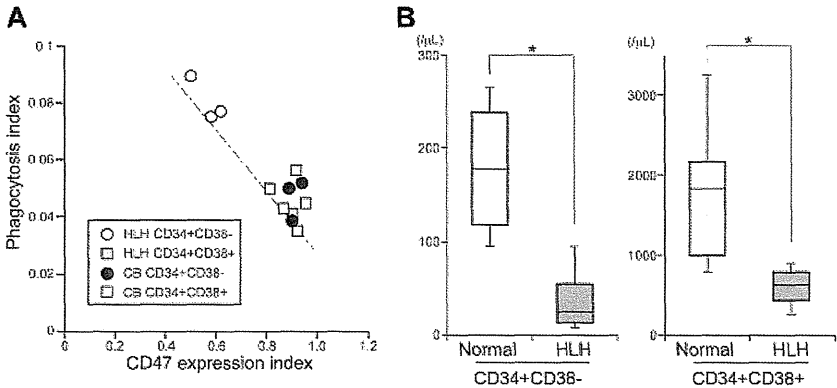 A
Phagocytosis index
0.1
0.08
0.06
0.04
0.02
0
0
0.2
0.4
0.6
0.8
1.0
1.2
CD47 expression index
HLH CD34+CD38-
HLH CD34+CD38+
CB CD34+CD38-
CB CD34+CD38+
B
(/μL)
300
200
100
0
*
Normal
HLH
CD34+CD38-
(/μL)
3000
2000
1000
0
*
Normal
HLH
CD34+CD38+